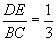 DE/BC = 1/3